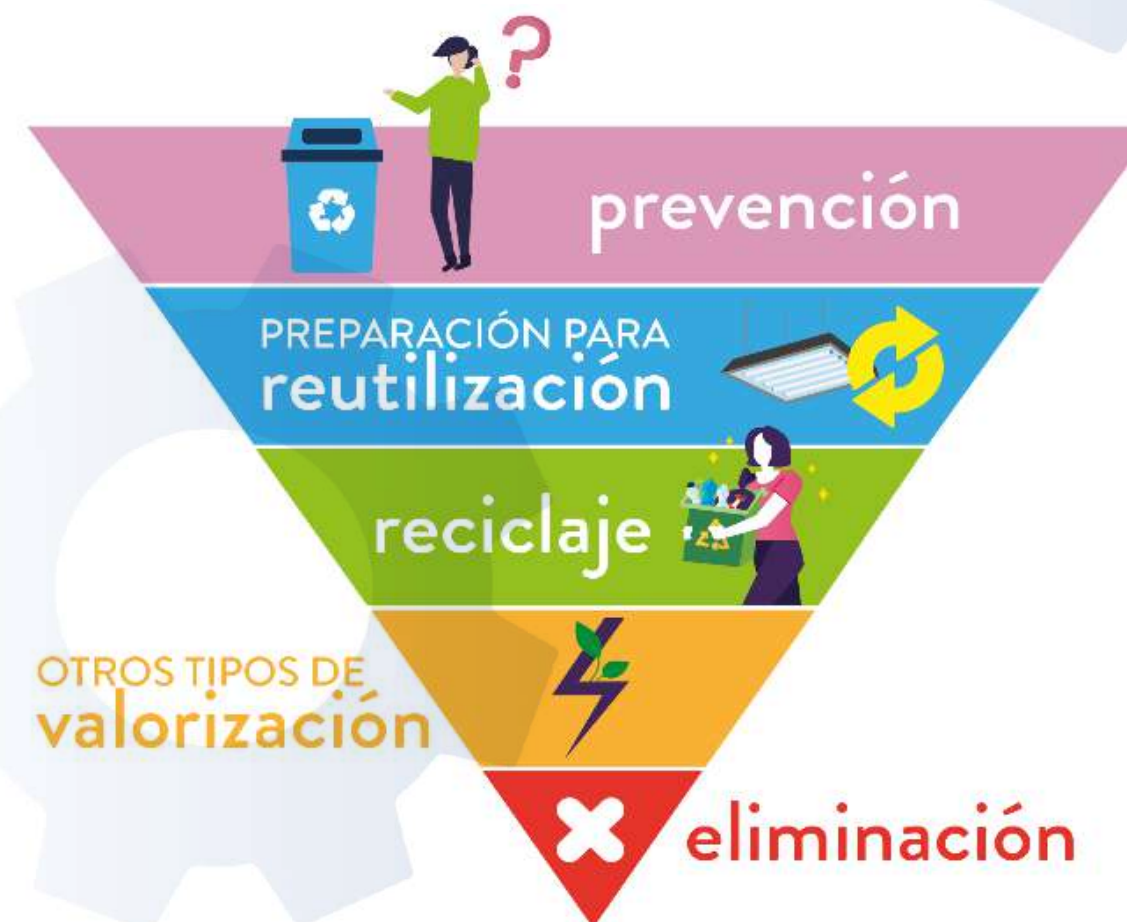 prevención
PREPARACIÓN PARA
reutilización
reciclaje
OTROS TIPOS DE
valorización
eliminación